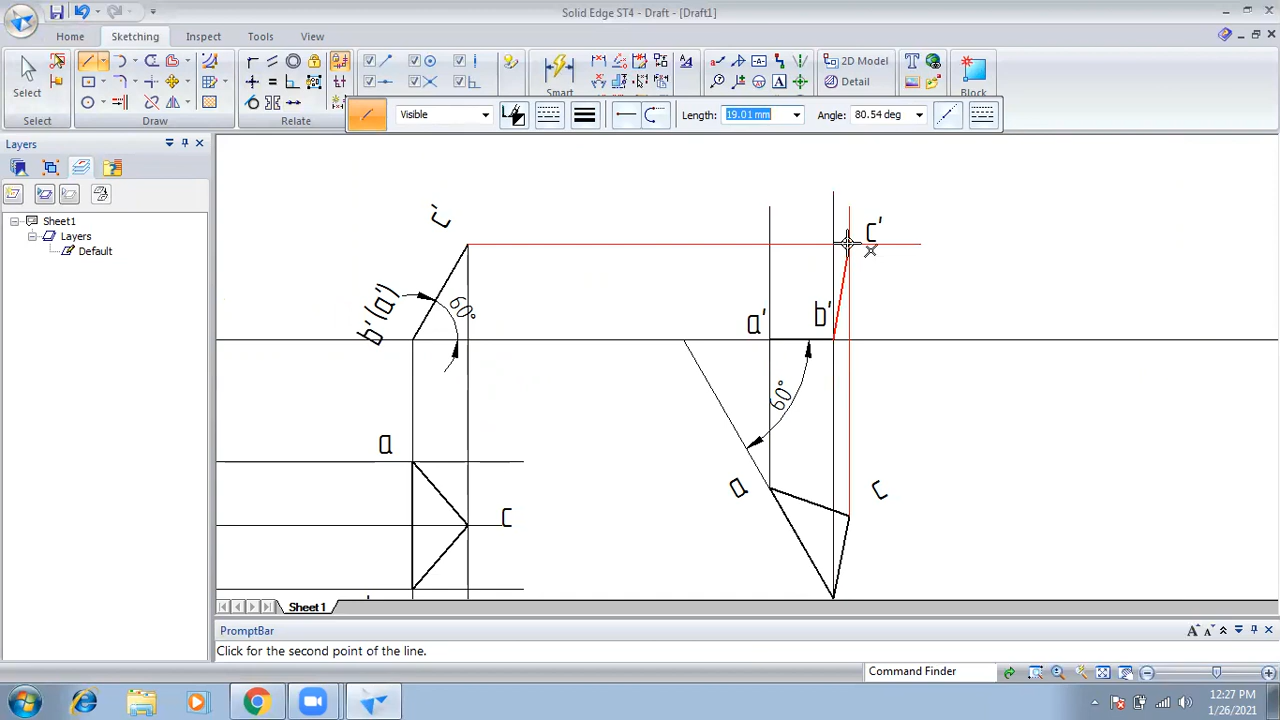 Solid Edge ST4 - Draft - [Draft1]
Home Sketching Inspect Tools View
Select
Smart
2D Model
Detail
Block
Select Draw Relate
Visible Length: 19.01 mm Angle: 80.54 deg
Layers
Sheet1
Layers
Default
c' c'
b'(a') 60° a' b'
60°
a
a c
c
Sheet1
PromptBar
Click for the second point of the line.
Command Finder
12:27 PM
1/26/2021